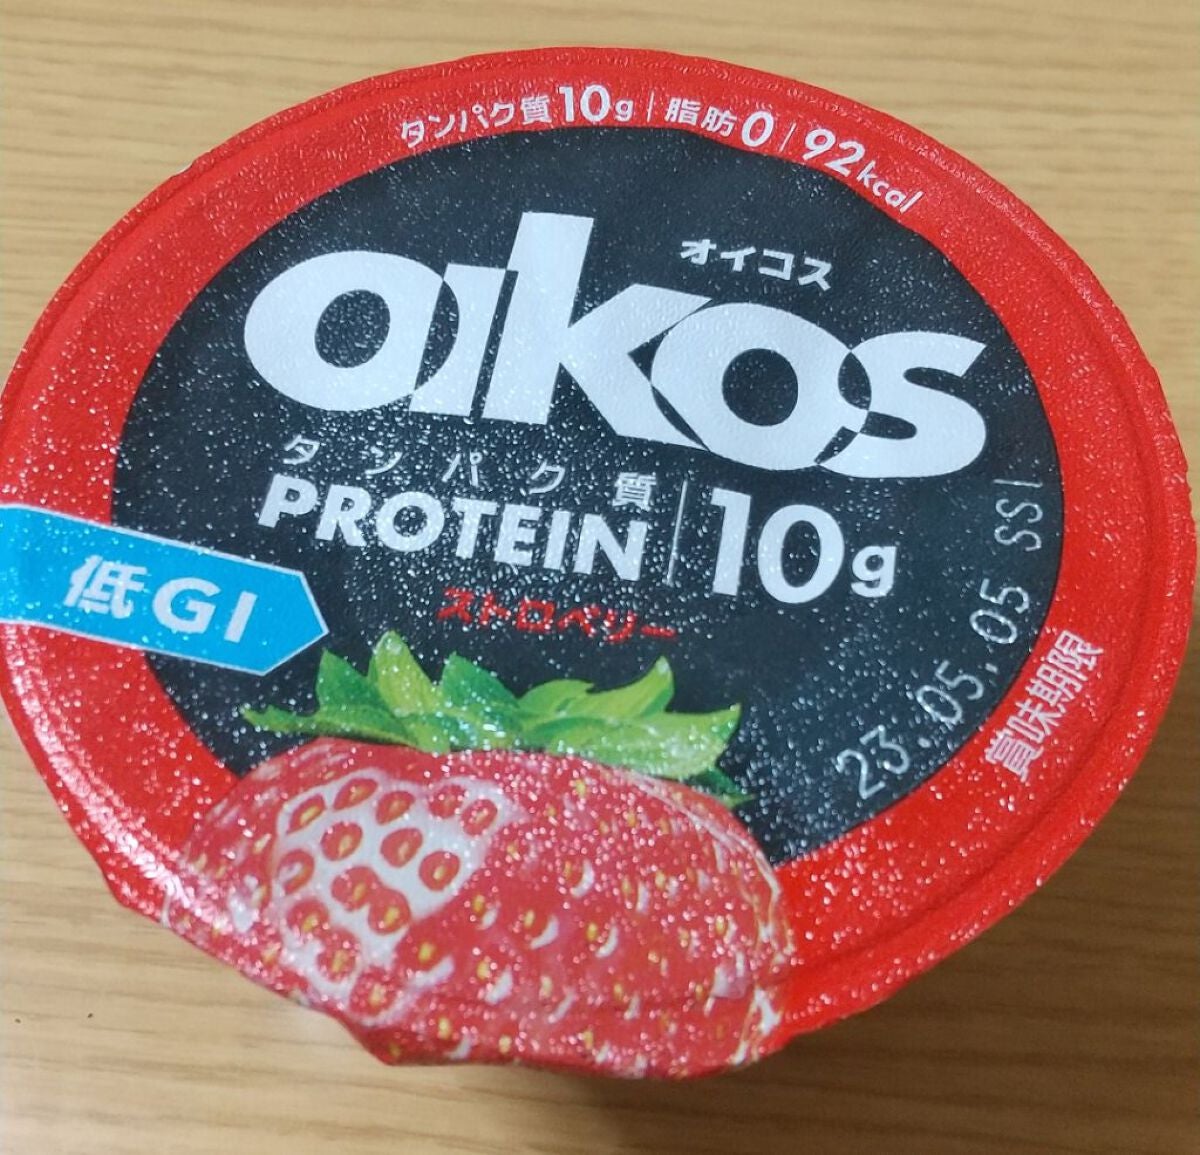 タンパク質10g | 脂肪0 | 92kcal
オイコス
oikos
タンパク質
PROTEIN | 10g
ストロベリー
低GI
23.05.05 SSI
賞味期限